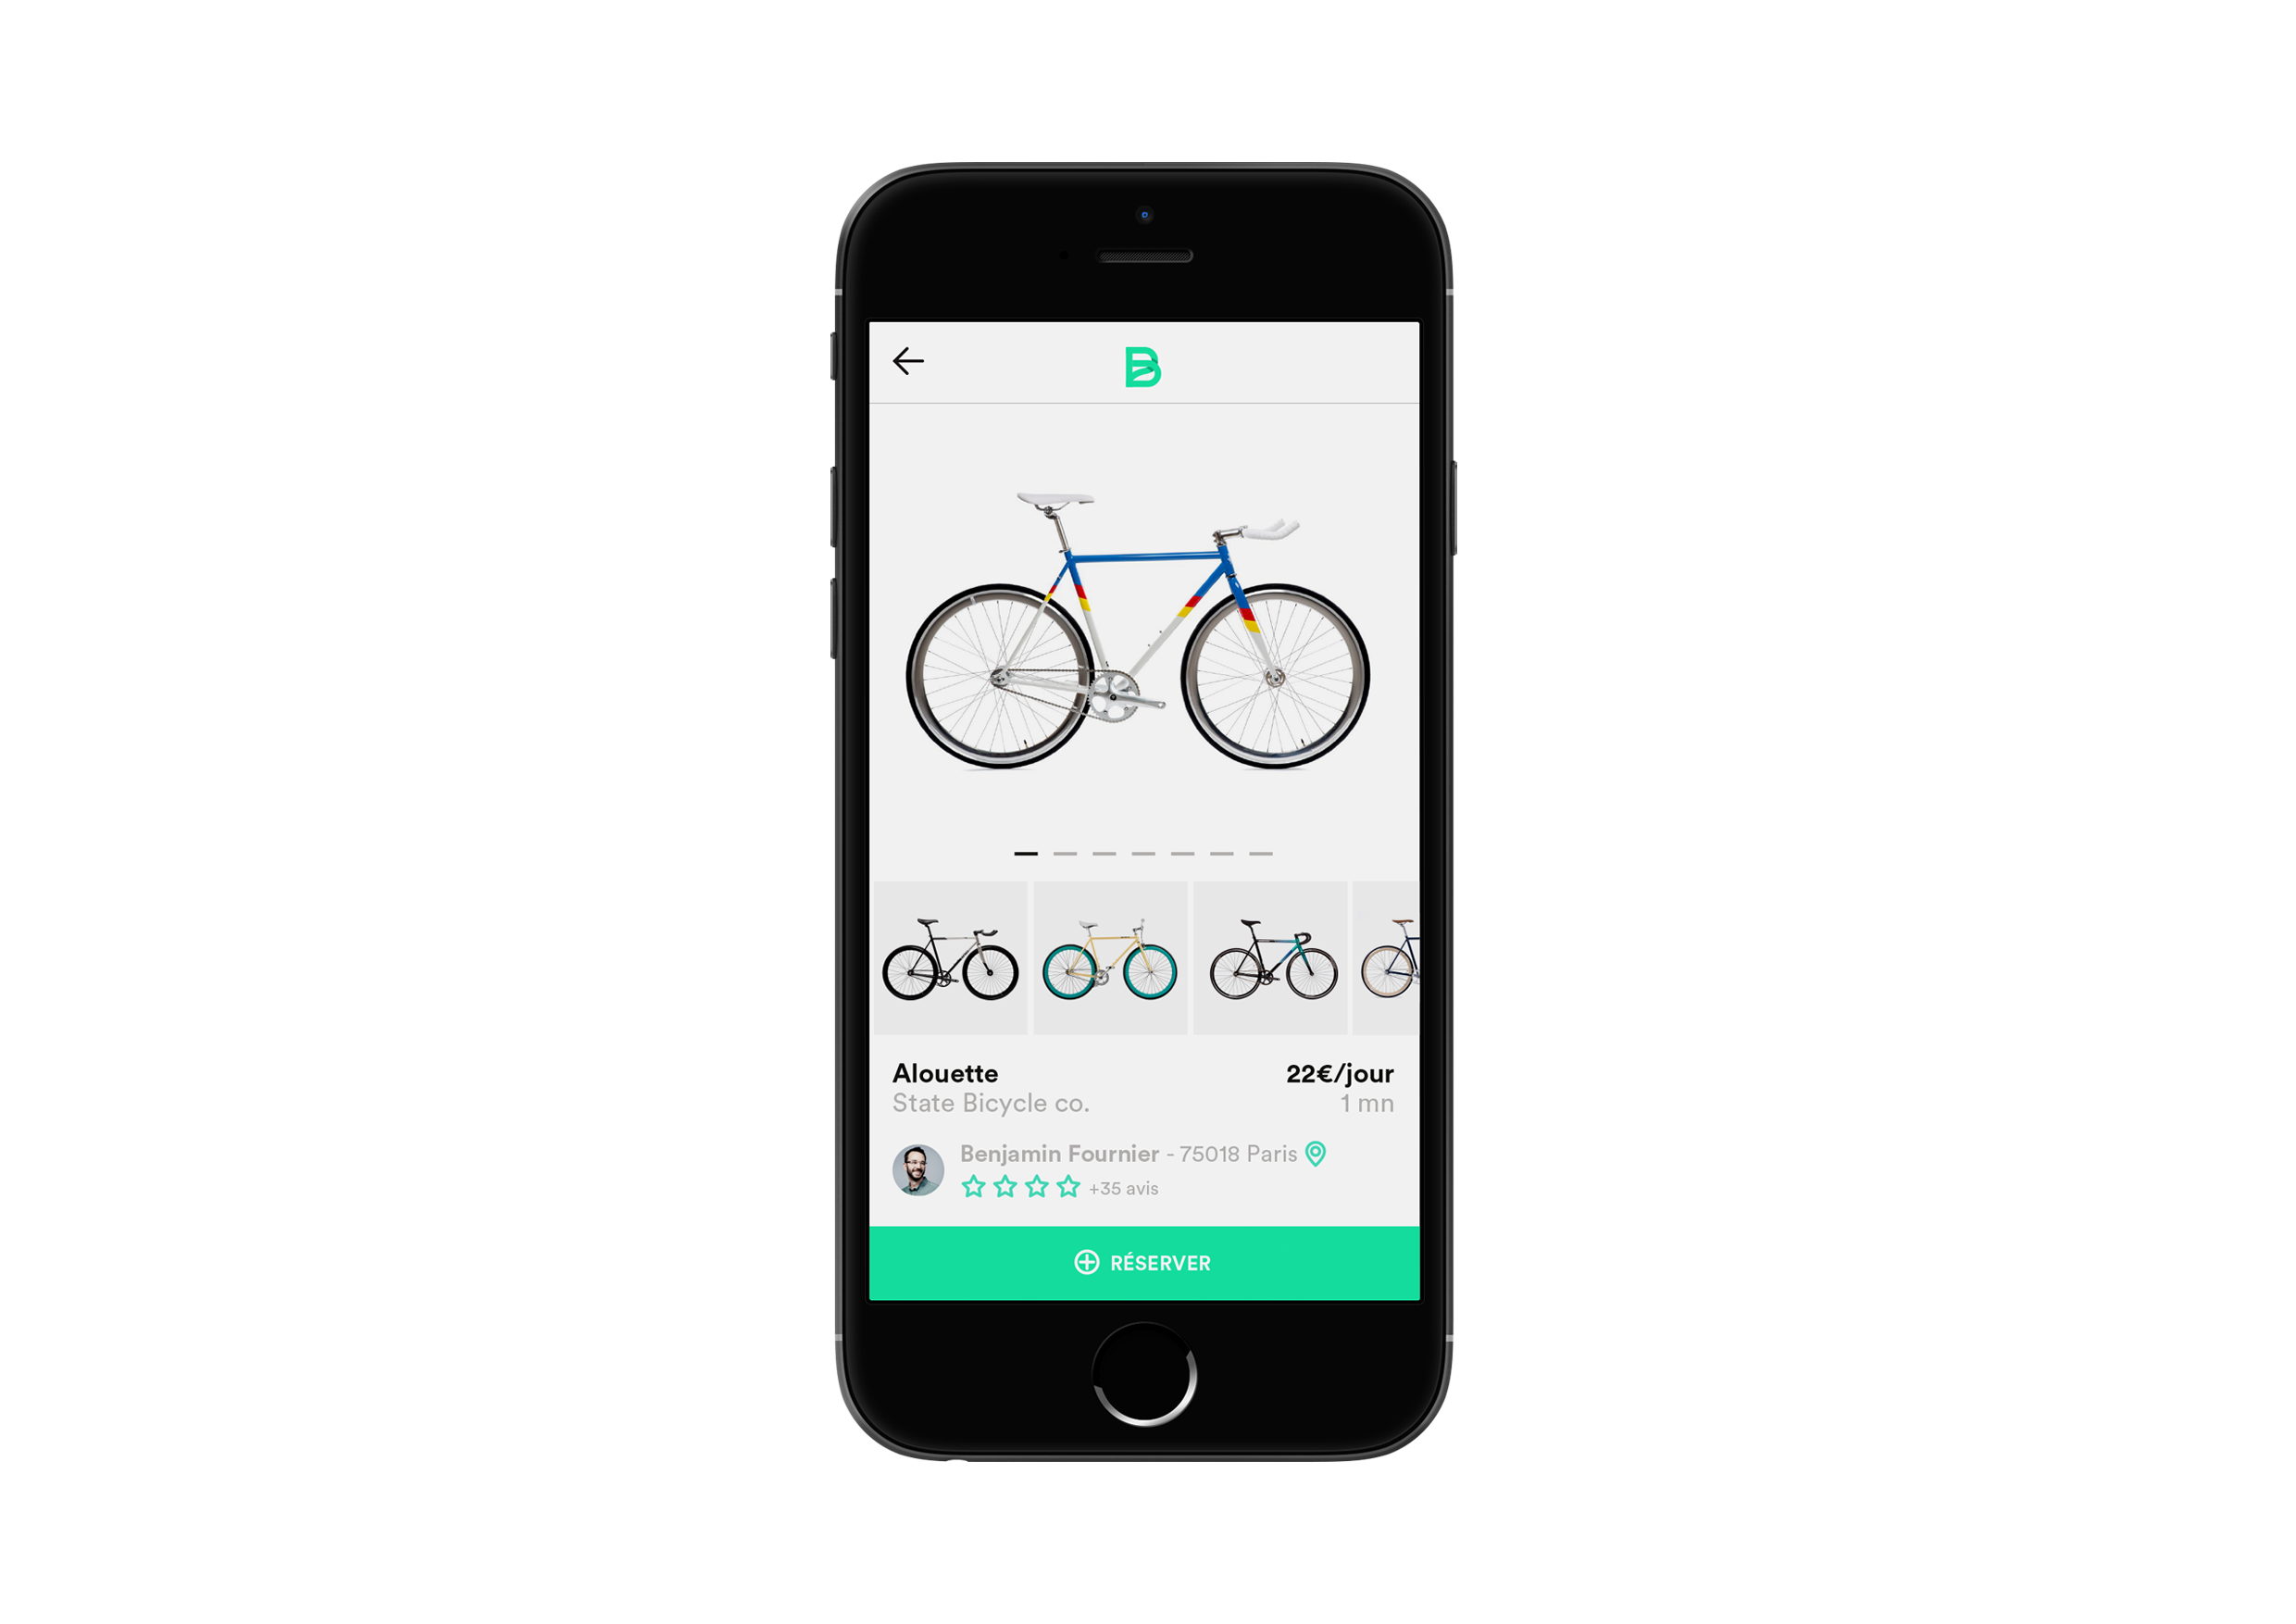 B
Alouette
22€/jour
State Bicycle co.
1 mn
Benjamin Fournier - 75018 Paris
+35 avis
RÉSERVER